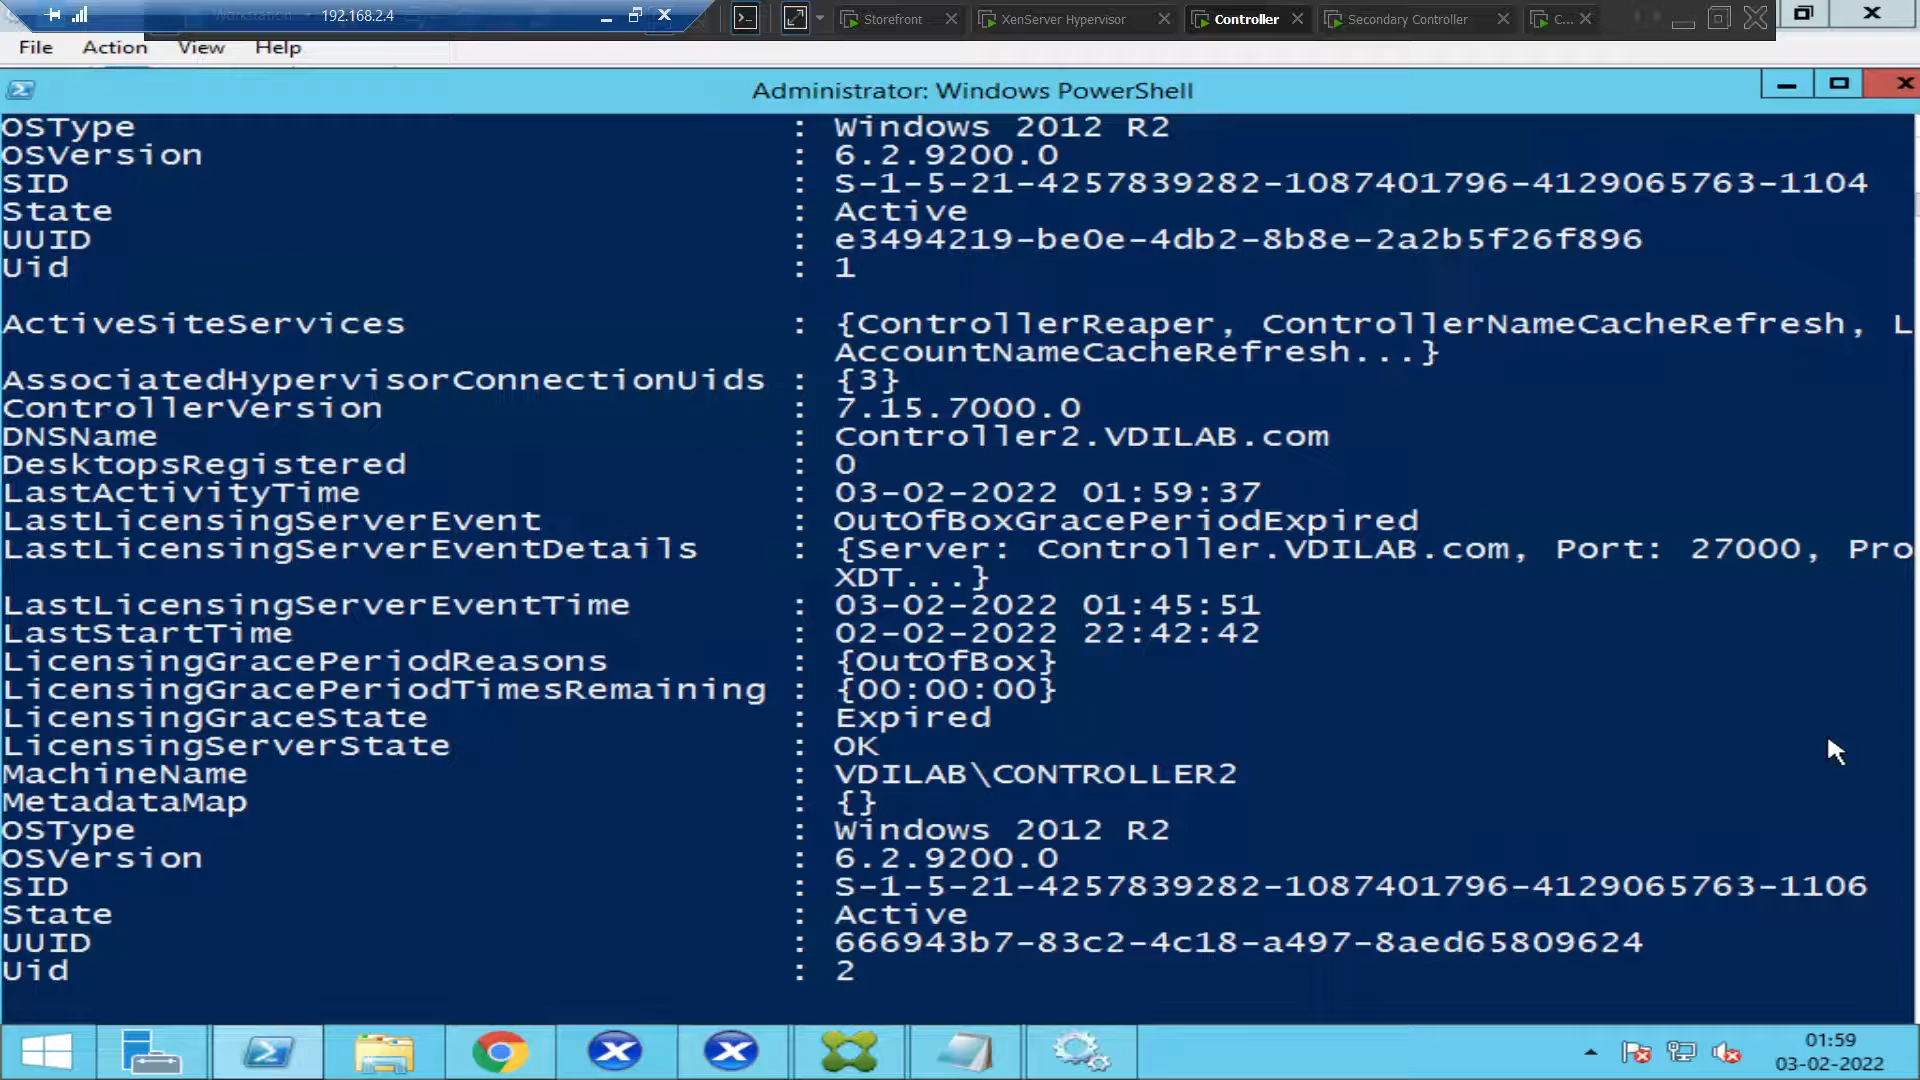 Workstation
192.168.2.4
Storefront
XenServer Hypervisor
Controller
Secondary Controller
C...
File Action View Help
Administrator: Windows PowerShell
OSType : Windows 2012 R2
OSVersion : 6.2.9200.0
SID : S-1-5-21-4257839282-1087401796-4129065763-1104
State : Active
UUID : e3494219-be0e-4db2-8b8e-2a2b5f26f896
Uid : 1
ActiveSiteServices : {ControllerReaper, ControllerNameCacheRefresh, L
AccountNameCacheRefresh...}
AssociatedHypervisorConnectionUids : {3}
ControllerVersion : 7.15.7000.0
DNSName : Controller2.VDILAB.com
DesktopsRegistered : 0
LastActivityTime : 03-02-2022 01:59:37
LastLicensingServerEvent : OutOfBoxGracePeriodExpired
LastLicensingServerEventDetails : {Server: Controller.VDILAB.com, Port: 27000, Pro
XDT...}
LastLicensingServerEventTime : 03-02-2022 01:45:51
LastStartTime : 02-02-2022 22:42:42
LicensingGracePeriodReasons : {OutOfBox}
LicensingGracePeriodTimesRemaining : {00:00:00}
LicensingGraceState : Expired
LicensingServerState : OK
MachineName : VDILAB\CONTROLLER2
MetadataMap : {}
OSType : Windows 2012 R2
OSVersion : 6.2.9200.0
SID : S-1-5-21-4257839282-1087401796-4129065763-1106
State : Active
UUID : 666943b7-83c2-4c18-a497-8aed65809624
Uid : 2
01:59
03-02-2022